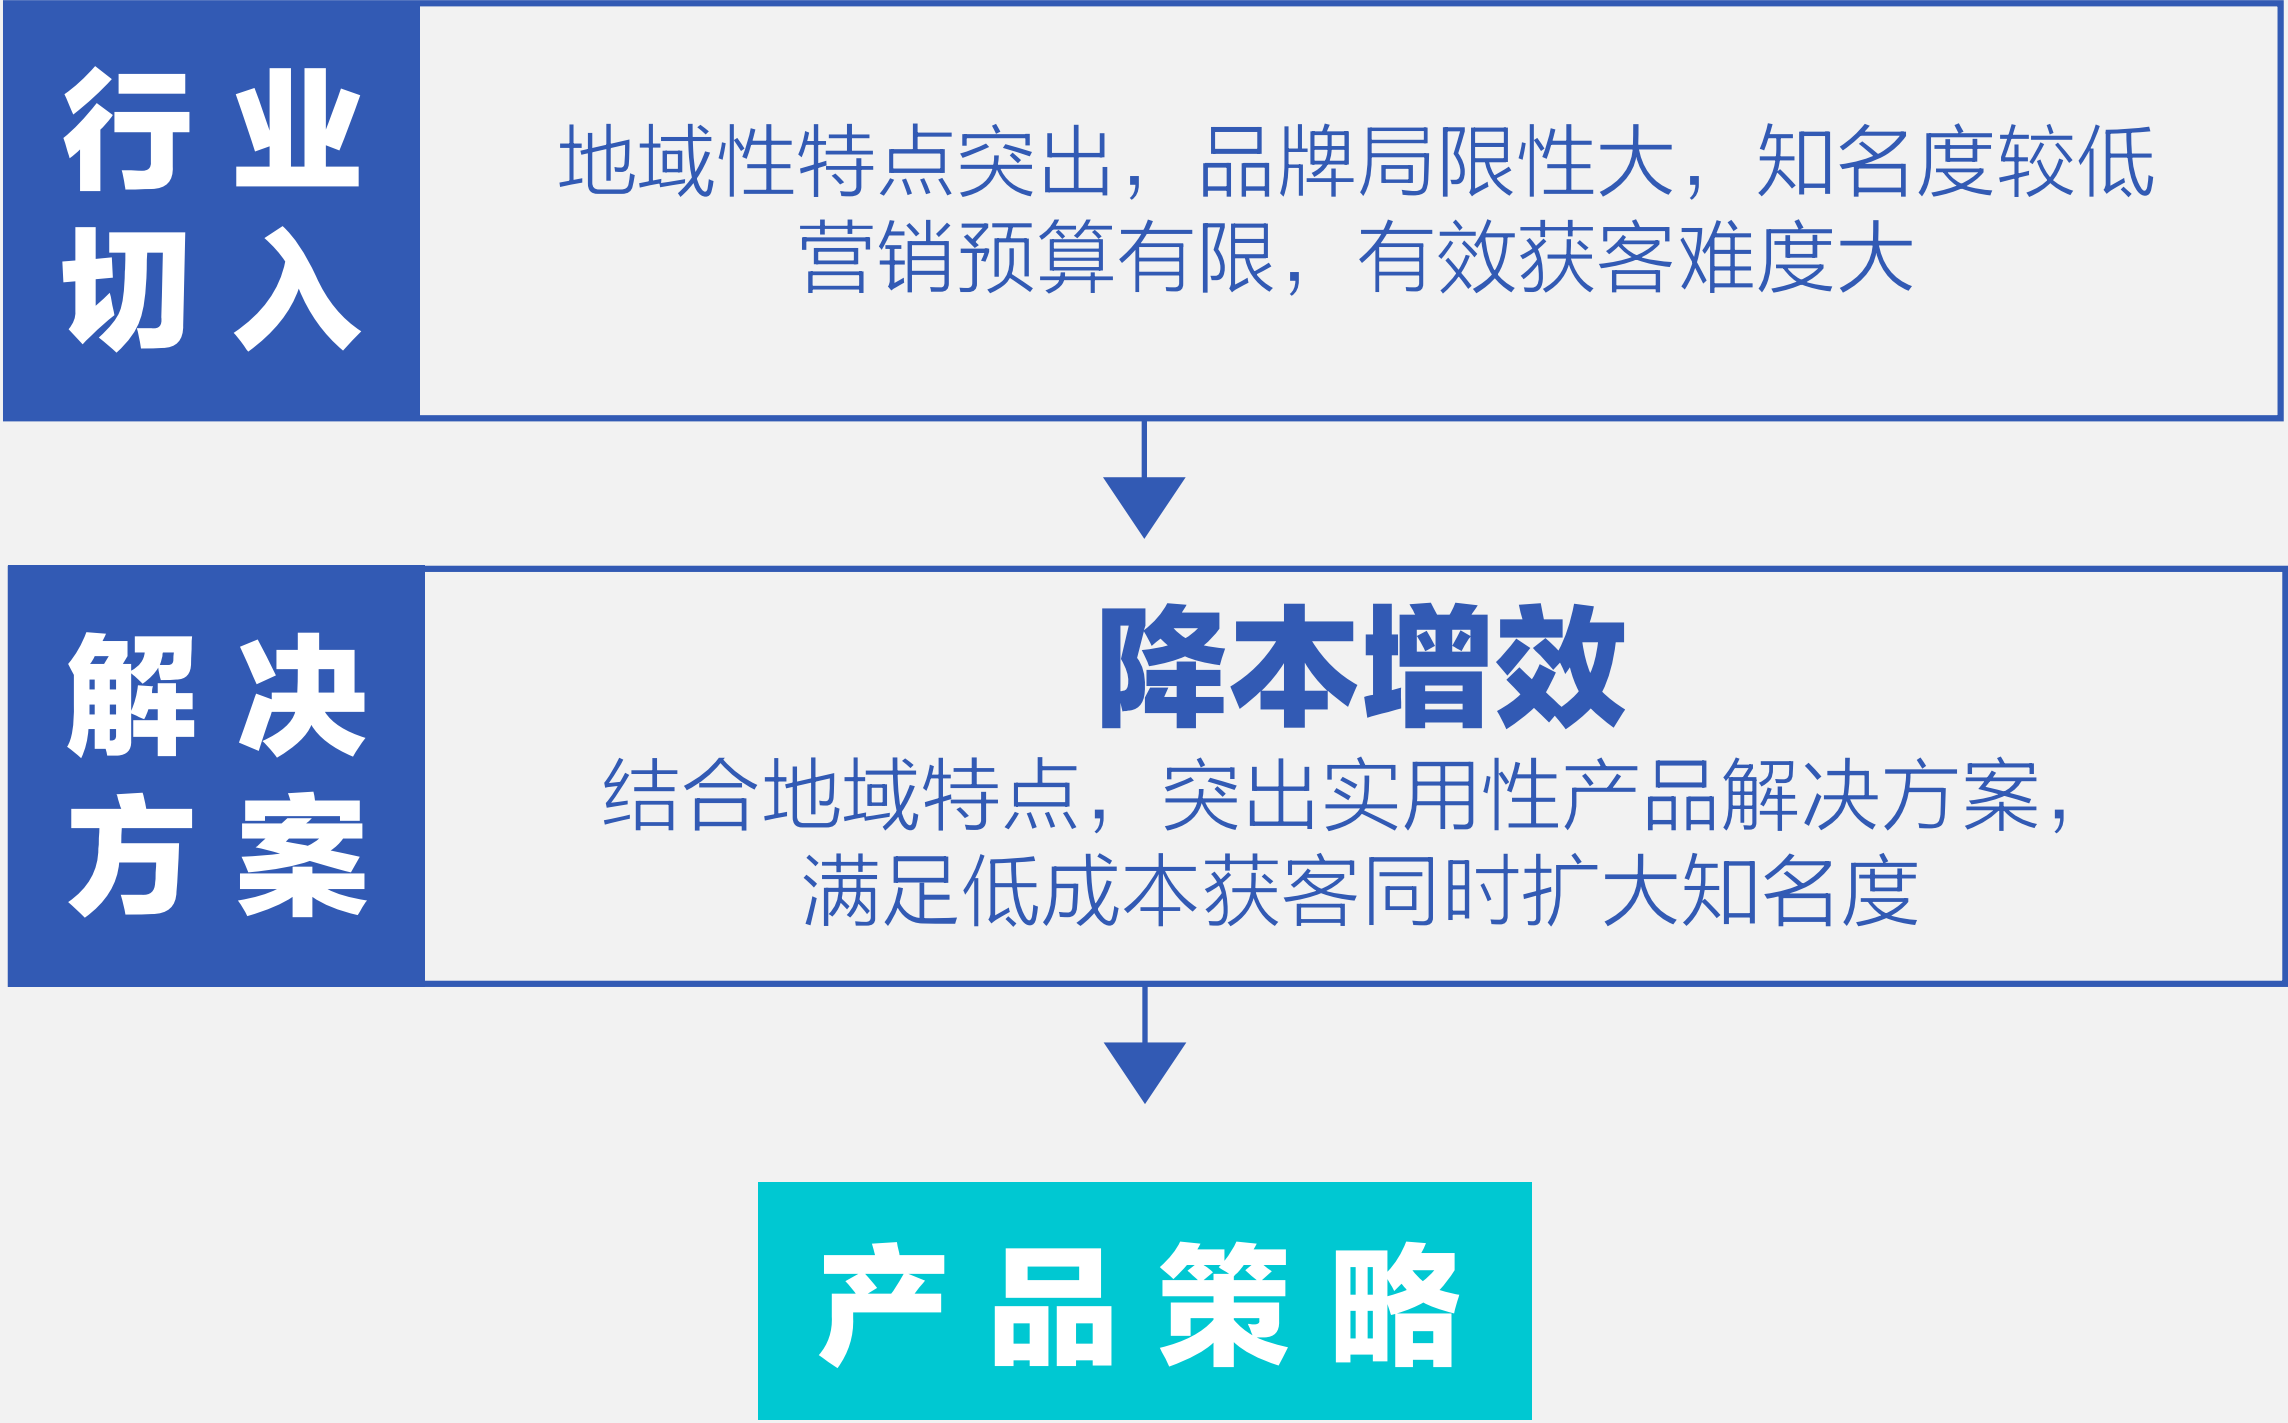 行业
切入
地域性特点突出，品牌局限性大，知名度较低
营销预算有限，有效获客难度大
解决
方案
降本增效
结合地域特点，突出实用性产品解决方案，
满足低成本获客同时扩大知名度
产品策略